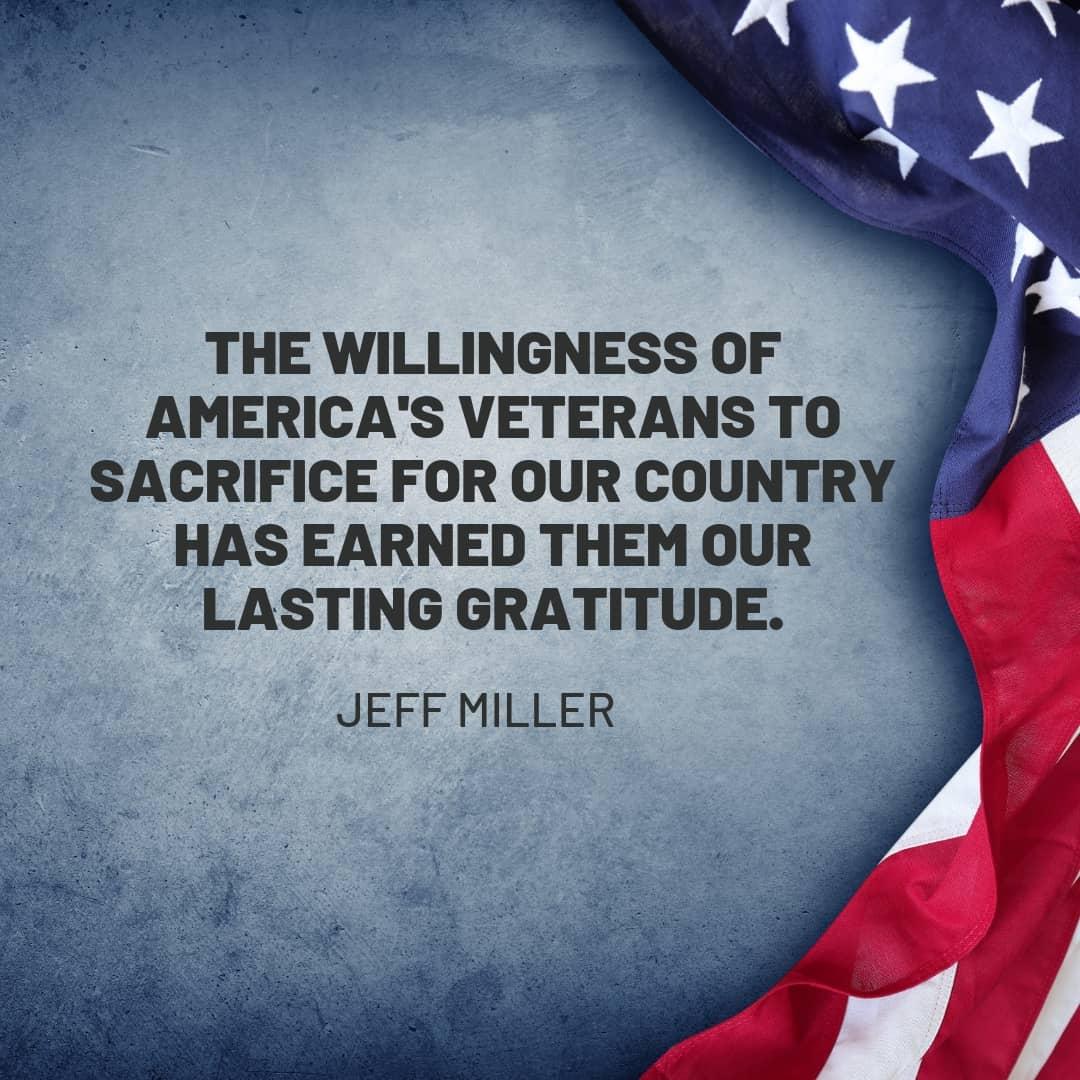 THE WILLINGNESS OF
AMERICA'S VETERANS TO
SACRIFICE FOR OUR COUNTRY
HAS EARNED THEM OUR
LASTING GRATITUDE.
JEFF MILLER